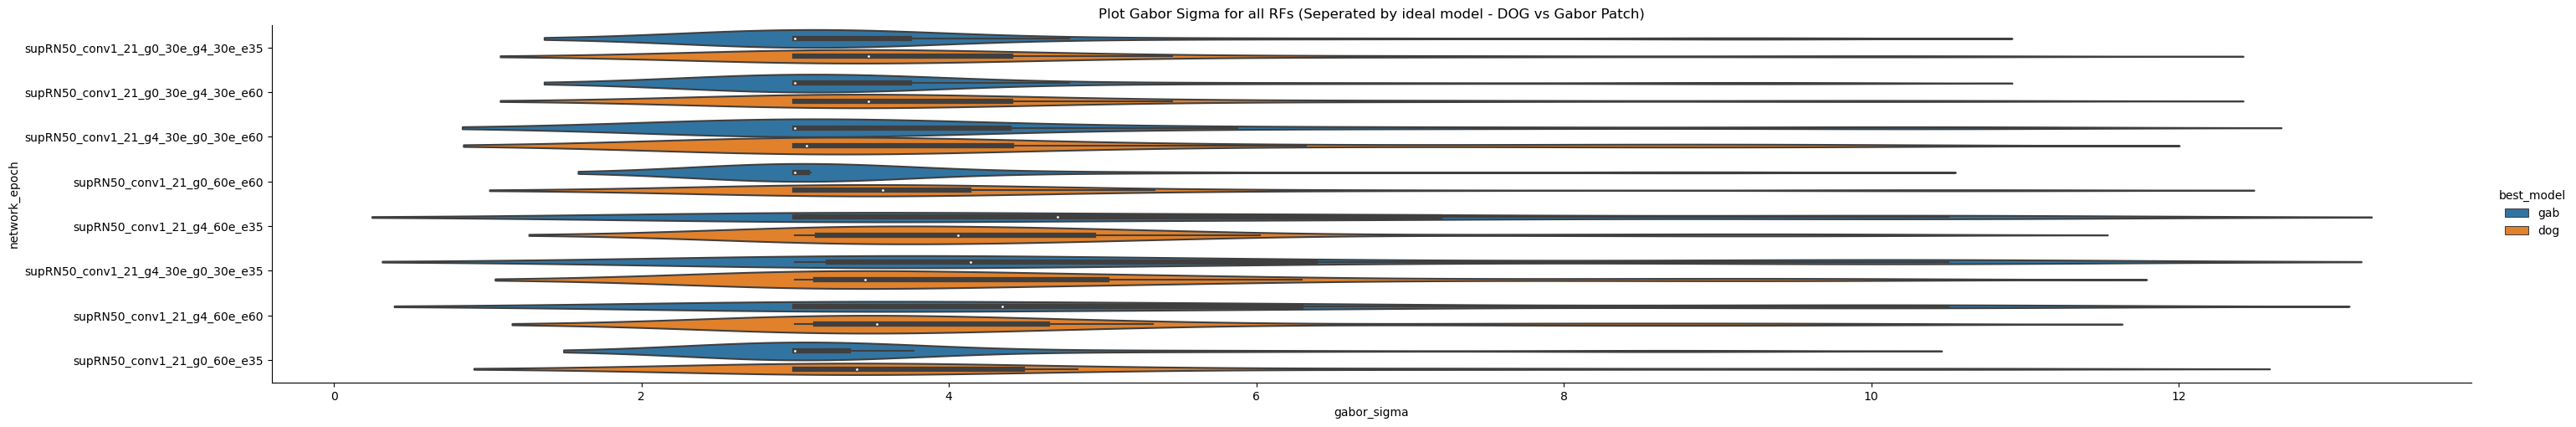 Plot Gabor Sigma for all RFs (Seperated by ideal model - DOG vs Gabor Patch)
network_epoch
supRN50_conv1_21_g0_30e_g4_30e_e35
supRN50_conv1_21_g0_30e_g4_30e_e60
supRN50_conv1_21_g4_30e_g0_30e_e60
supRN50_conv1_21_g0_60e_e60
supRN50_conv1_21_g4_60e_e35
supRN50_conv1_21_g4_30e_g0_30e_e35
supRN50_conv1_21_g4_60e_e60
supRN50_conv1_21_g0_60e_e35
best_model
gab
dog
0 2 4 6 8 10 12
gabor_sigma